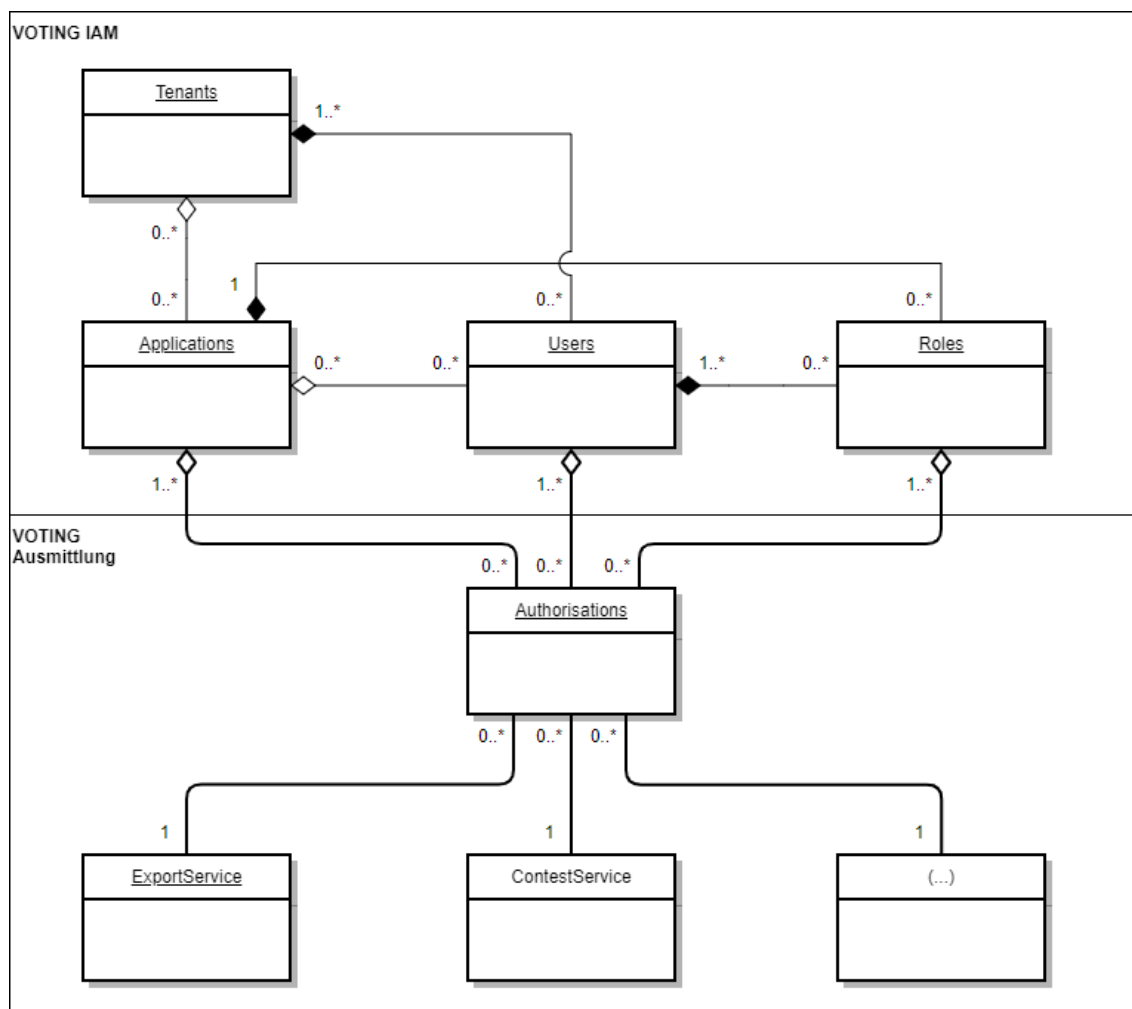 VOTING IAM
Tenants
1..*
0..*
1
0..*
0..*
0..*
Applications
Users
Roles
0..*
0..*
1..*
0..*
1..*
1..*
1..*
VOTING
Ausmittlung
0..*
0..*
0..*
Authorisations
0..*
0..*
0..*
1
1
1
ExportService
ContestService
(...)